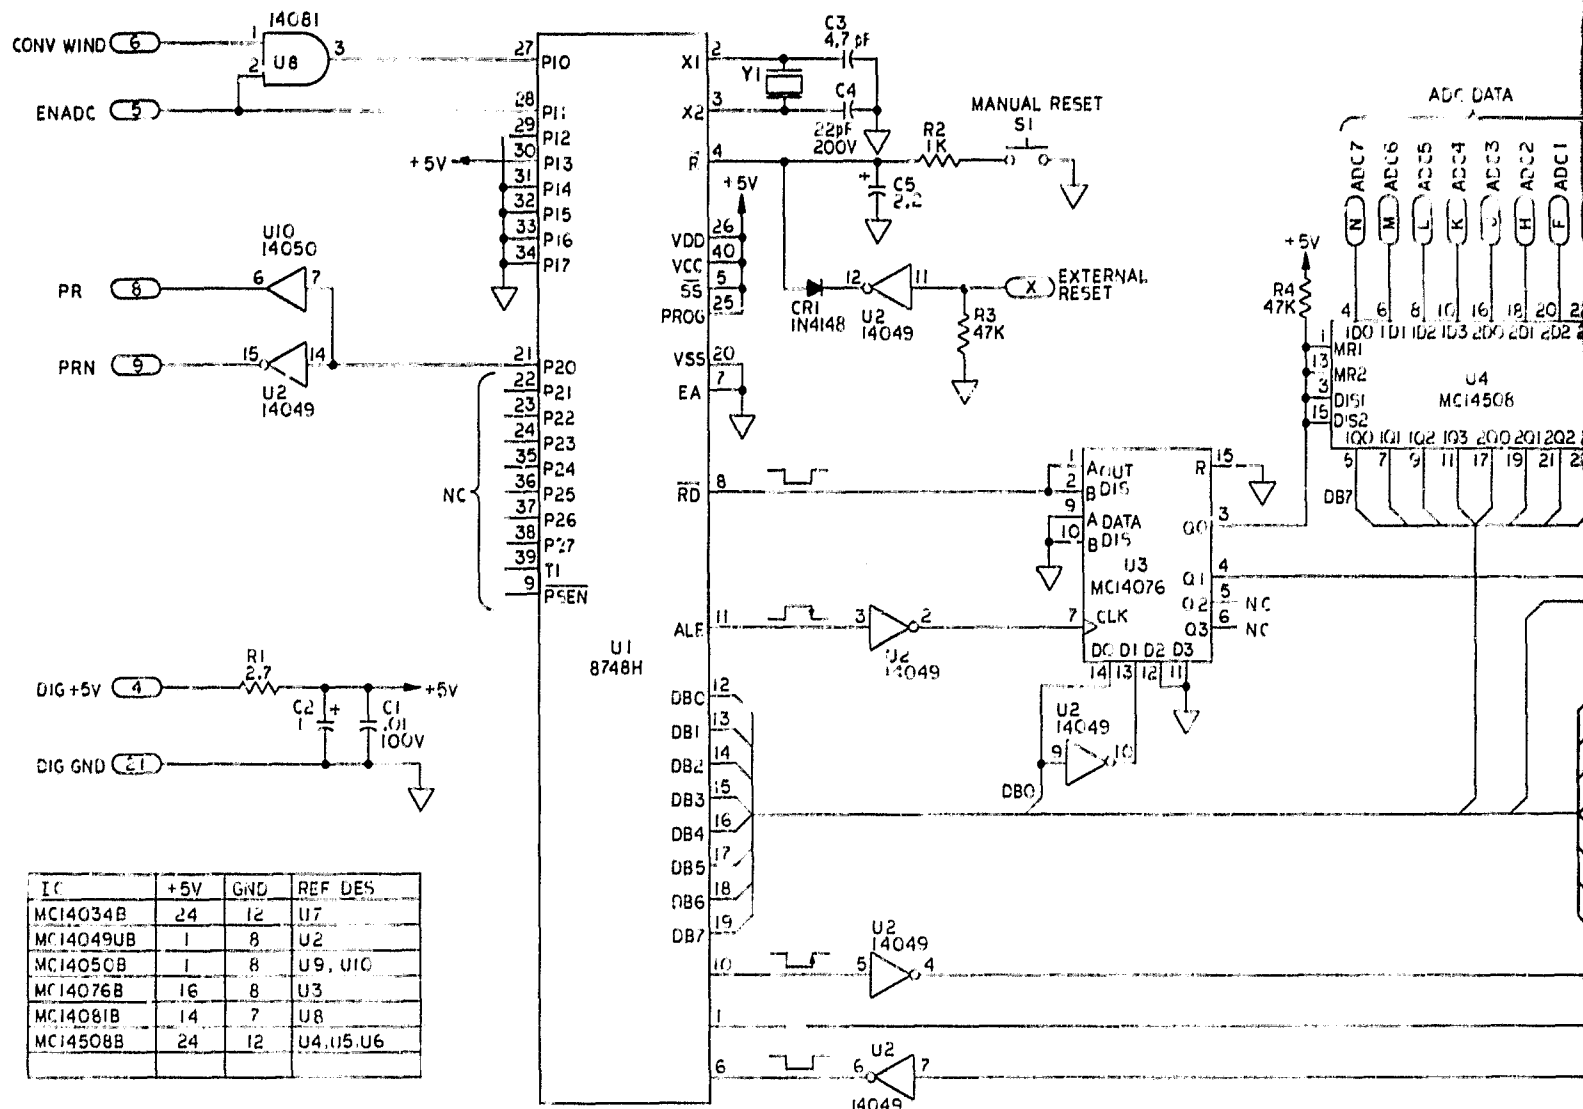 14081
CONV WIND 6
1
2
U8
3
27 P10
ENADC 5
28 P11
29 P12
+5V
30 P13
31 P14
32 P15
33 P16
34 P17
U10
14050
PR 8
6 7
PRN 9
15 14
U2
14049
21 P20
22 P21
23 P22
24 P23
35 P24
36 P25
37 P26
38 P27
39 T1
9 PSEN
NC
U1
8748H
DIG +5V 4
R1
2.7
+5V
C2
1
+
C1
.01
100V
DIG GND 21
X1 2
X2 3
Y1
C3
4.7 pF
C4
22pF
200V
R 4
+5V
R2
1K
MANUAL RESET
S1
+
C5
2.2
VDD 26
VCC 40
SS 5
PROG 25
VSS 20
EA 7
CR1
1N4148
12 11
U2
14049
X EXTERNAL
RESET
R3
47K
RD 8
ALE 11
3 2
U2
14049
1 A OUT
2 B DIS
9 A DATA
10 B DIS
U3
MC14076
7 CLK
R 15
Q0 3
Q1 4
Q2 5 NC
Q3 6 NC
D0 D1 D2 D3
14 13 12 11
U2
14049
9 10
DB0
DBC 12
DB1 13
DB2 14
DB3 15
DB4 16
DB5 17
DB6 18
DB7 19
10
U2
14049
5 4
1
6
U2
6 7
14049
ADC DATA
ADC7 ADC6 ADC5 ADC4 ADC3 ADC2 ADC1
N M L K H F
+5V
R4
47K
4 6 8 10 16 18 20 22
1D0 1D1 1D2 1D3 2D0 2D1 2D2
1 MR1
13 MR2
3 DIS1
15 DIS2
U4
MC14508
1Q0 1Q1 1Q2 1Q3 2Q0 2Q1 2Q2
5 7 9 11 17 19 21
DB7
IC +5V GND REF DES
MC14034B 24 12 U7
MC14049UB 1 8 U2
MC14050B 1 8 U9, U10
MC14076B 16 8 U3
MC14081B 14 7 U8
MC14508B 24 12 U4,U5,U6